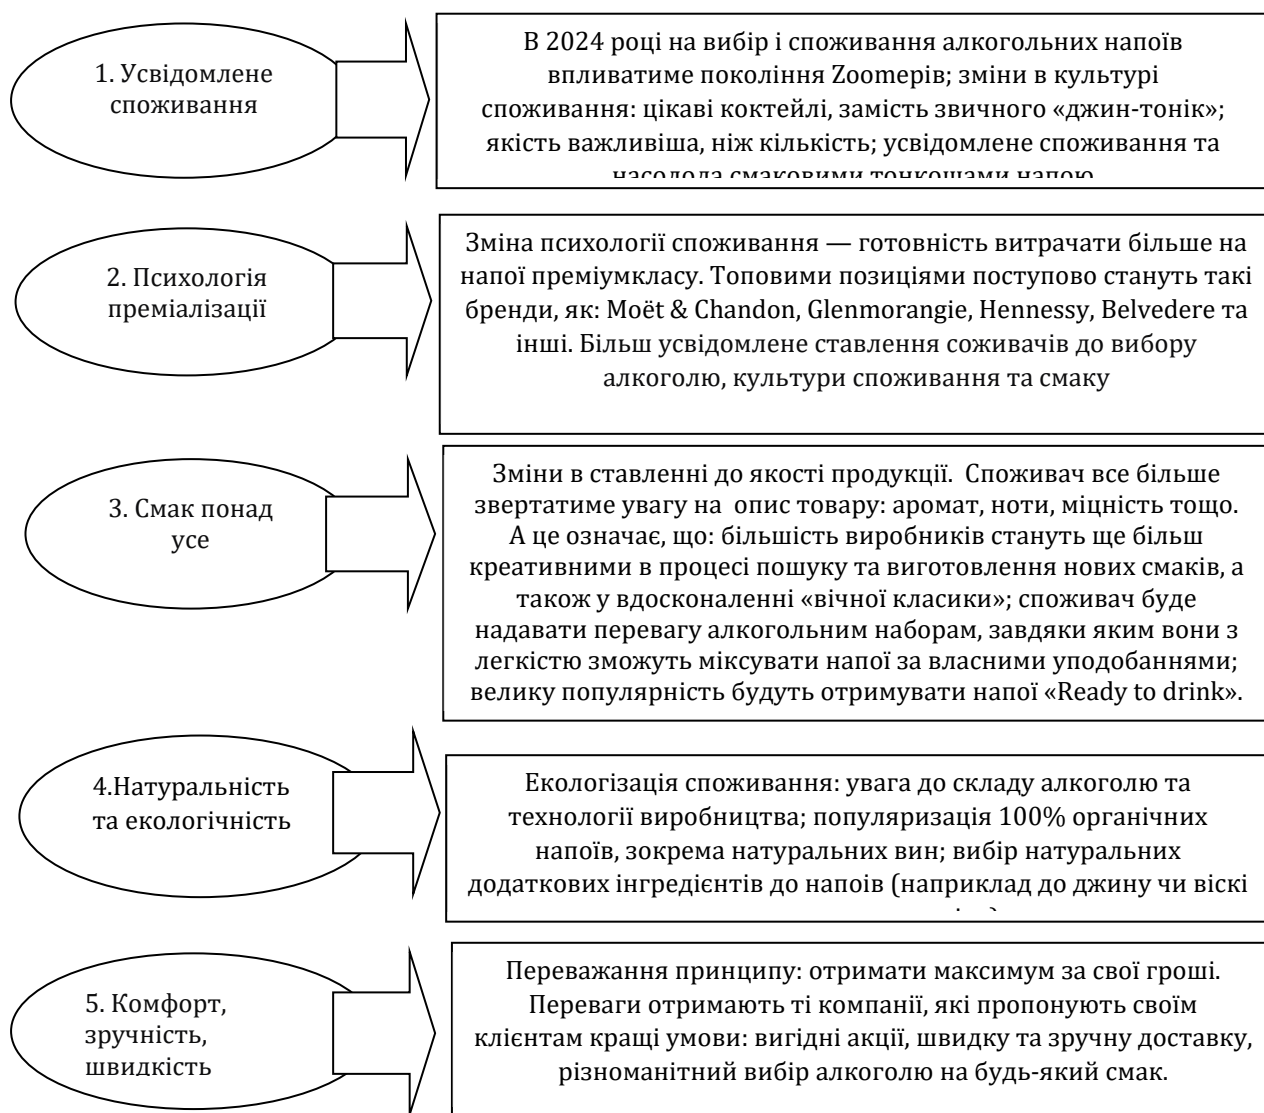 1. Усвідомлене
споживання
В 2024 році на вибір і споживання алкогольних напоїв
впливатиме покоління Zоомерів; зміни в культурі
споживання: цікаві коктейлі, замість звичного «джин-тонік»;
якість важливіша, ніж кількість; усвідомлене споживання та
насолода смаковими тонкощами напою
2. Психологія
преміалізації
Зміна психології споживання — готовність витрачати більше на
напої преміумкласу. Топовими позиціями поступово стануть такі
бренди, як: Moët & Chandon, Glenmorangie, Hennessy, Belvedere та
інші. Більш усвідомлене ставлення соживачів до вибору
алкоголю, культури споживання та смаку
3. Смак понад
усе
Зміни в ставленні до якості продукції. Споживач все більше
звертатиме увагу на опис товару: аромат, ноти, міцність тощо.
А це означає, що: більшість виробників стануть ще більш
креативними в процесі пошуку та виготовлення нових смаків, а
також у вдосконаленні «вічної класики»; споживач буде
надавати перевагу алкогольним наборам, завдяки яким вони з
легкістю зможуть міксувати напої за власними уподобаннями;
велику популярність будуть отримувати напої «Ready to drink».
4.Натуральність
та екологічність
Екологізація споживання: увага до складу алкоголю та
технології виробництва; популяризація 100% органічних
напоїв, зокрема натуральних вин; вибір натуральних
додаткових інгредієнтів до напоів (наприклад до джину чи віскі
5. Комфорт,
зручність,
швидкість
Переважання принципу: отримати максимум за свої гроші.
Переваги отримають ті компанії, які пропонують своїм
клієнтам кращі умови: вигідні акції, швидку та зручну доставку,
різноманітний вибір алкоголю на будь-який смак.